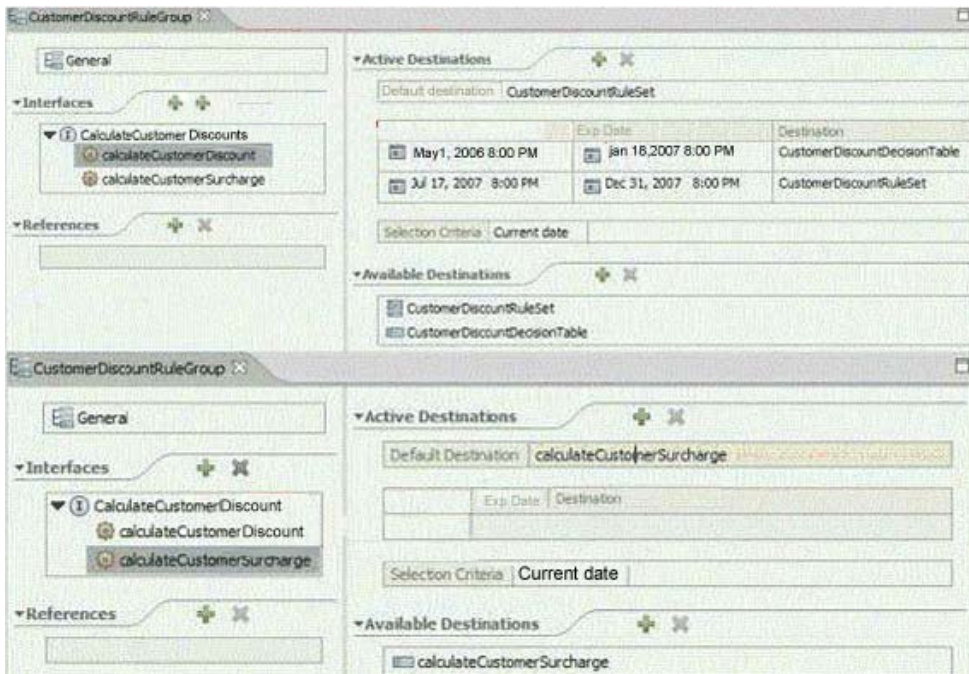 CustomerDiscountRuleGroup
General
Active Destinations
Default destination CustomerDiscountRuleSet
Interfaces
CalculateCustomer Discounts
calculateCustomerDiscount
calculateCustomerSurcharge
Exp Date Destination
May1, 2006 8:00 PM jan 18,2007 8:00 PM CustomerDiscountDecisionTable
Jul 17, 2007 8:00 PM Dec 31, 2007 8:00 PM CustomerDiscountRuleSet
References
Selection Criteria Current date
Available Destinations
CustomerDiscountRuleSet
CustomerDiscountDecisionTable
CustomerDiscountRuleGroup
General
Active Destinations
Default Destination calculateCustomerSurcharge
Interfaces
CalculateCustomerDiscount
calculateCustomerDiscount
calculateCustomerSurcharge
Exp Date Destination
Selection Criteria Current date
References
Available Destinations
calculateCustomerSurcharge